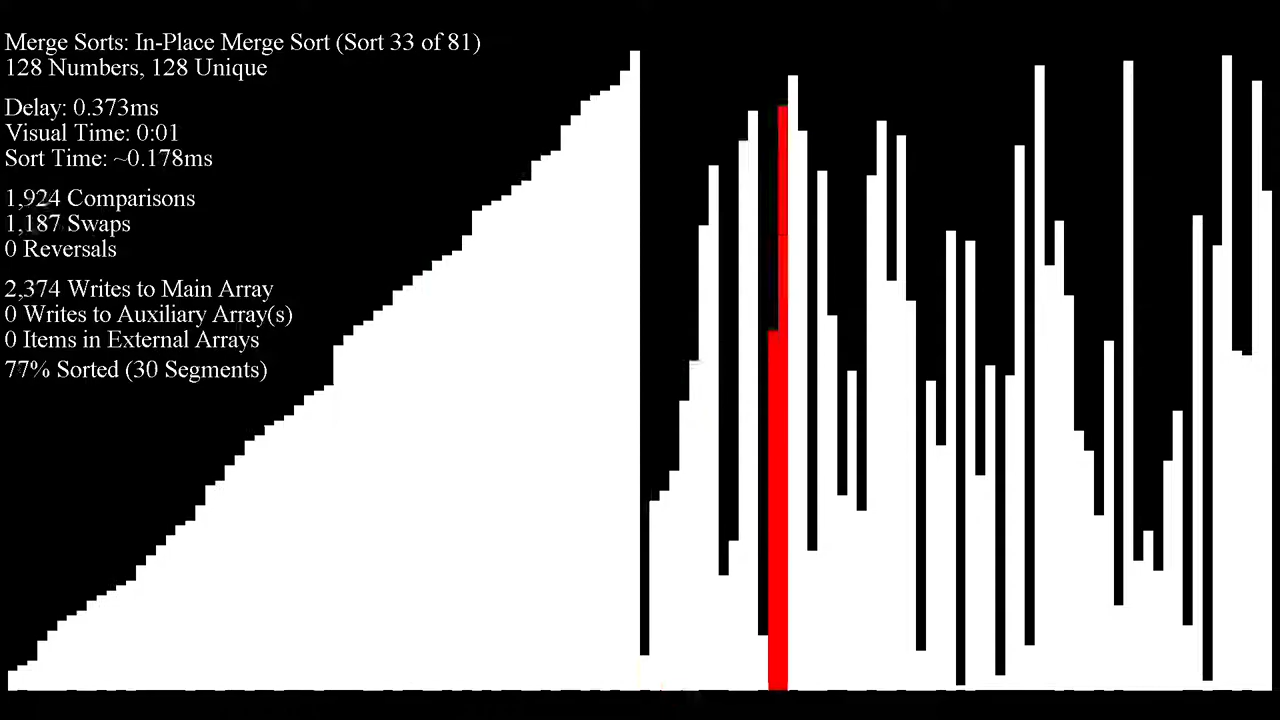 Merge Sorts: In-Place Merge Sort (Sort 33 of 81)
128 Numbers, 128 Unique
Delay: 0.373ms
Visual Time: 0:01
Sort Time: ~0.178ms
1,924 Comparisons
1,187 Swaps
0 Reversals
2,374 Writes to Main Array
0 Writes to Auxiliary Array(s)
0 Items in External Arrays
77% Sorted (30 Segments)